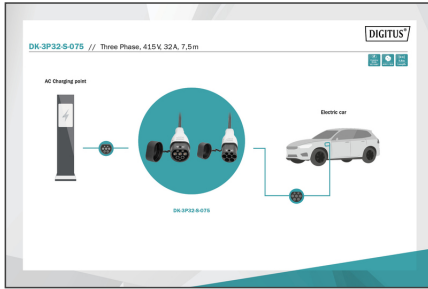 DIGITUS®
DK-3P32-S-075 // Three Phase, 415 V, 32 A, 7,5 m
AC Charging point
Electric car
DK-3P32-S-075